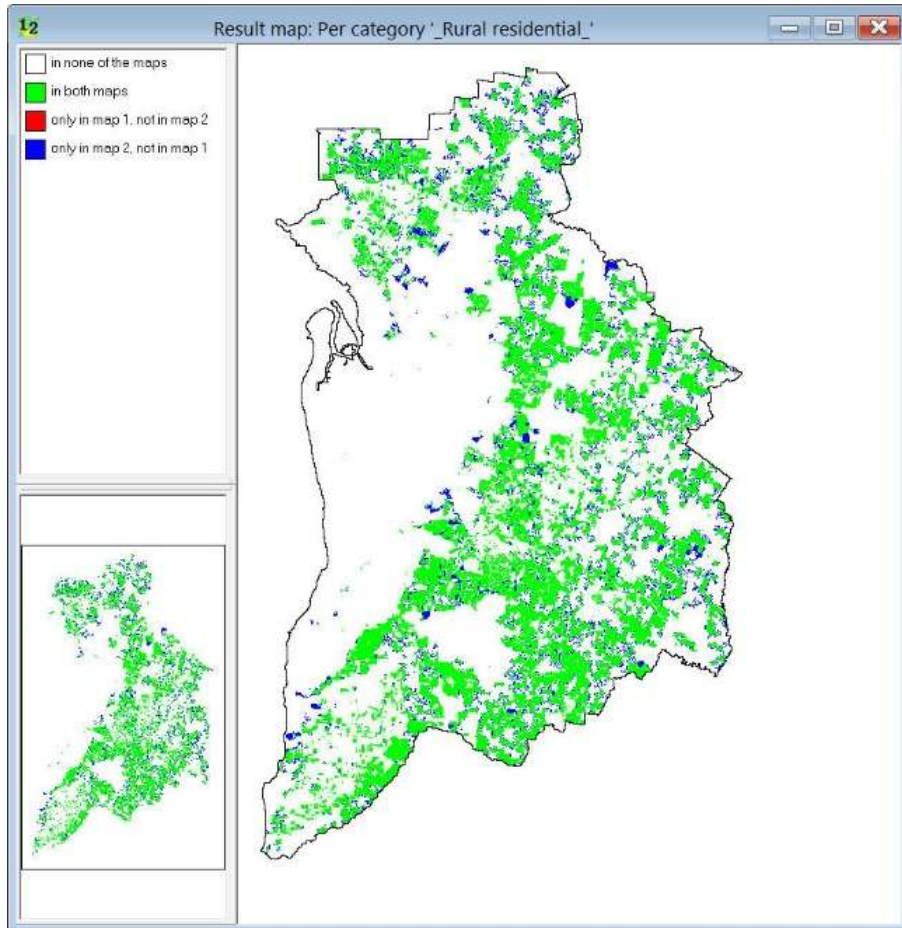 12
Result map: Per category '_Rural residential_'
in none of the maps
in both maps
only in map 1, not in map 2
only in map 2, not in map 1